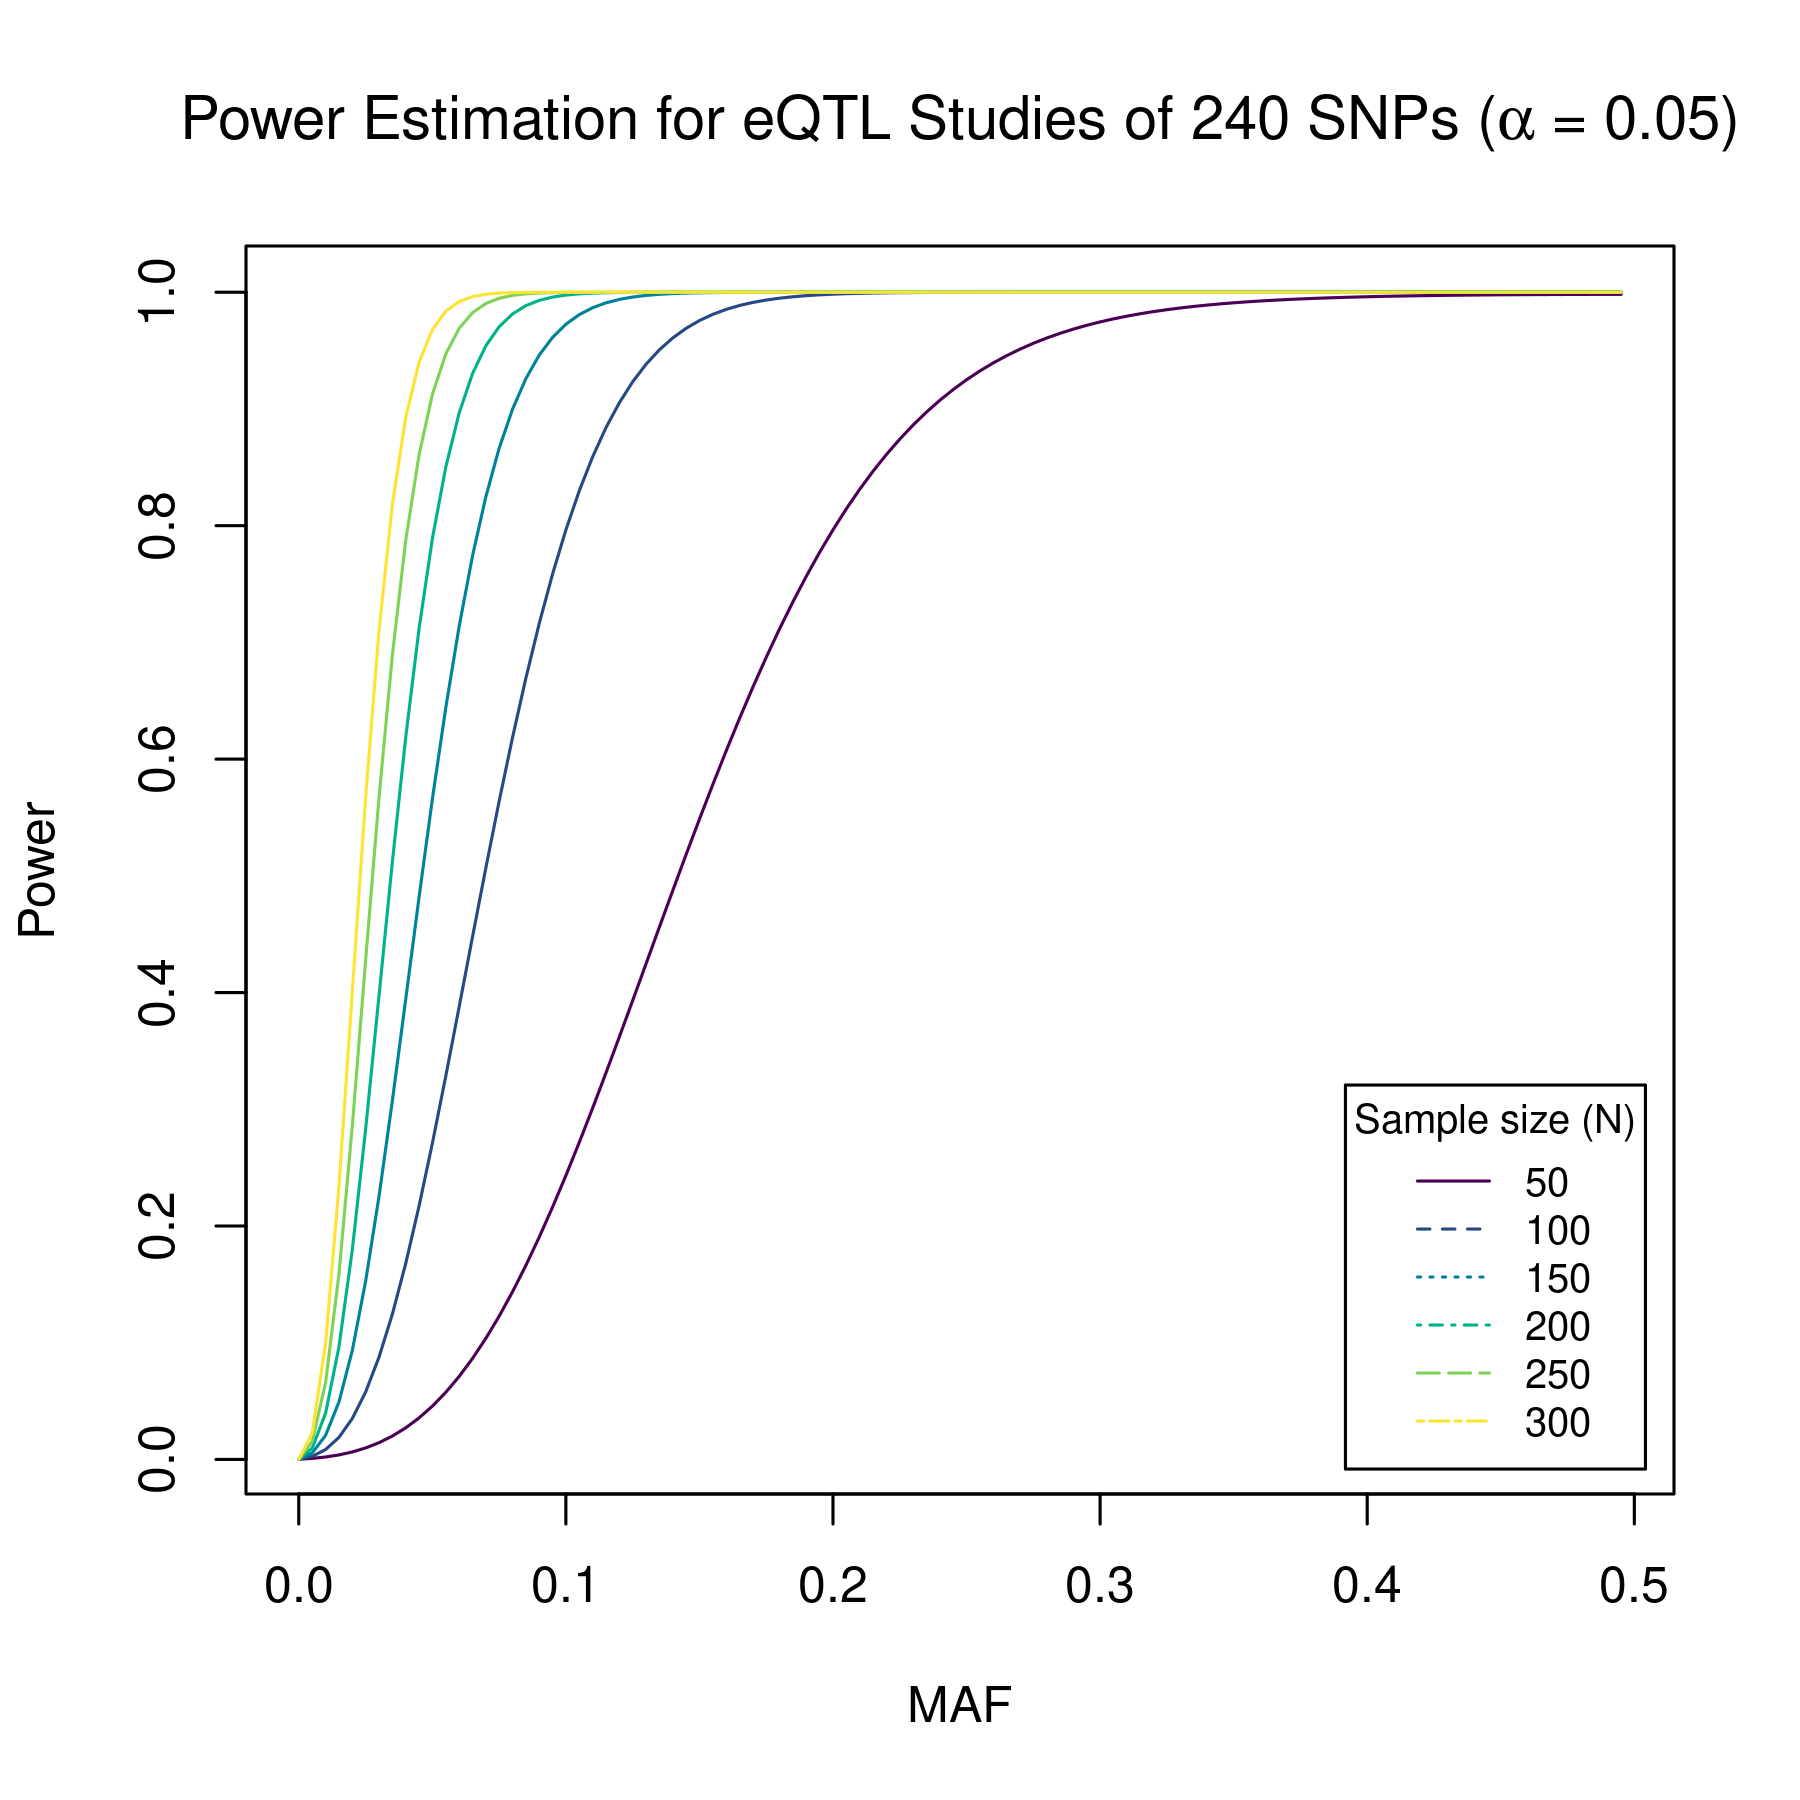 Power Estimation for eQTL Studies of 240 SNPs (α = 0.05)
1.0
0.8
0.6
0.4
0.2
0.0
Power
Sample size (N)
50
100
150
200
250
300
0.0 0.1 0.2 0.3 0.4 0.5
MAF